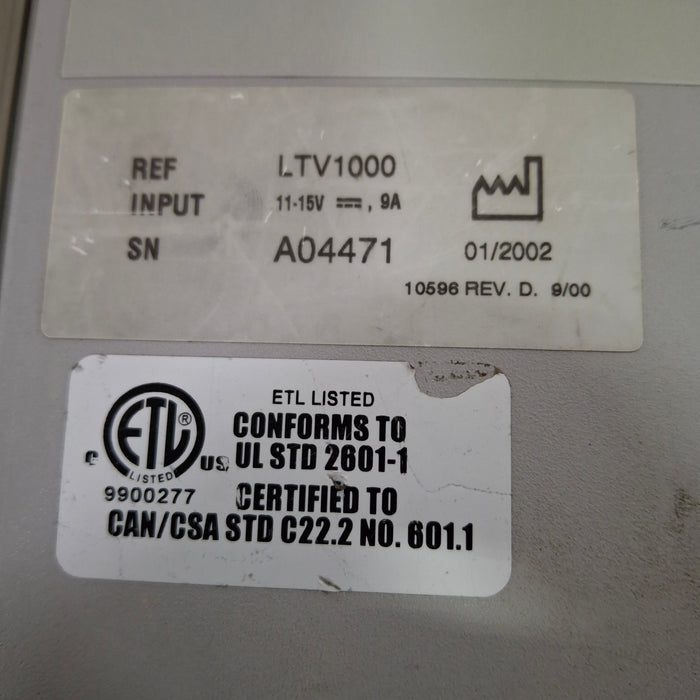 REF LTV1000
INPUT 11-15V ⎓, 9A
SN A04471 01/2002
10596 REV. D. 9/00
ETL LISTED
CONFORMS TO
UL STD 2601-1
c ETL ® us
LISTED
9900277 CERTIFIED TO
CAN/CSA STD C22.2 NO. 601.1